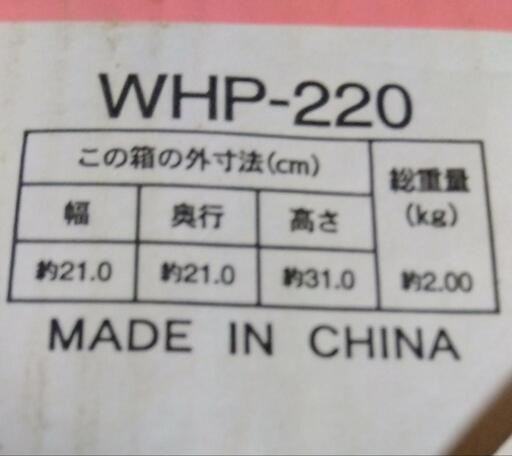 WHP-220
この箱の外寸法(cm) 総重量(kg)
幅 奥行 高さ
約21.0 約21.0 約31.0 約2.00
MADE IN CHINA